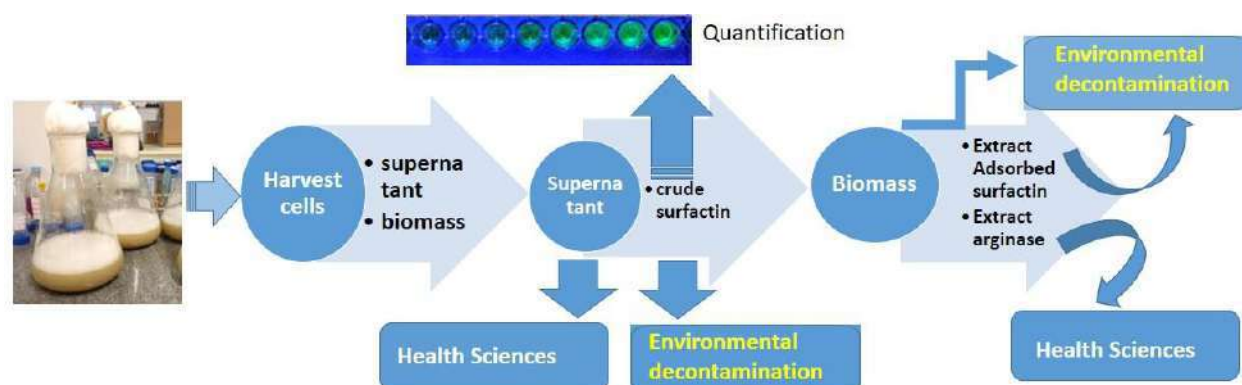 Quantification
Environmental
decontamination
Harvest
cells
• superna
tant
• biomass
Superna
tant
• crude
surfactin
Biomass
• Extract
Adsorbed
surfactin
• Extract
arginase
Health Sciences
Environmental
decontamination
Health Sciences